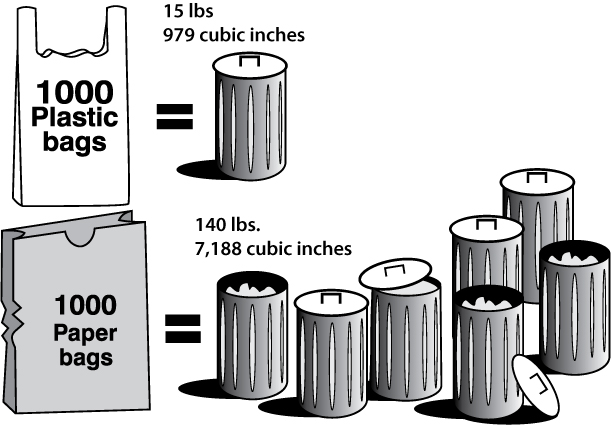 15 lbs
979 cubic inches
1000
Plastic
bags
=
140 lbs.
7,188 cubic inches
1000
Paper
bags
=